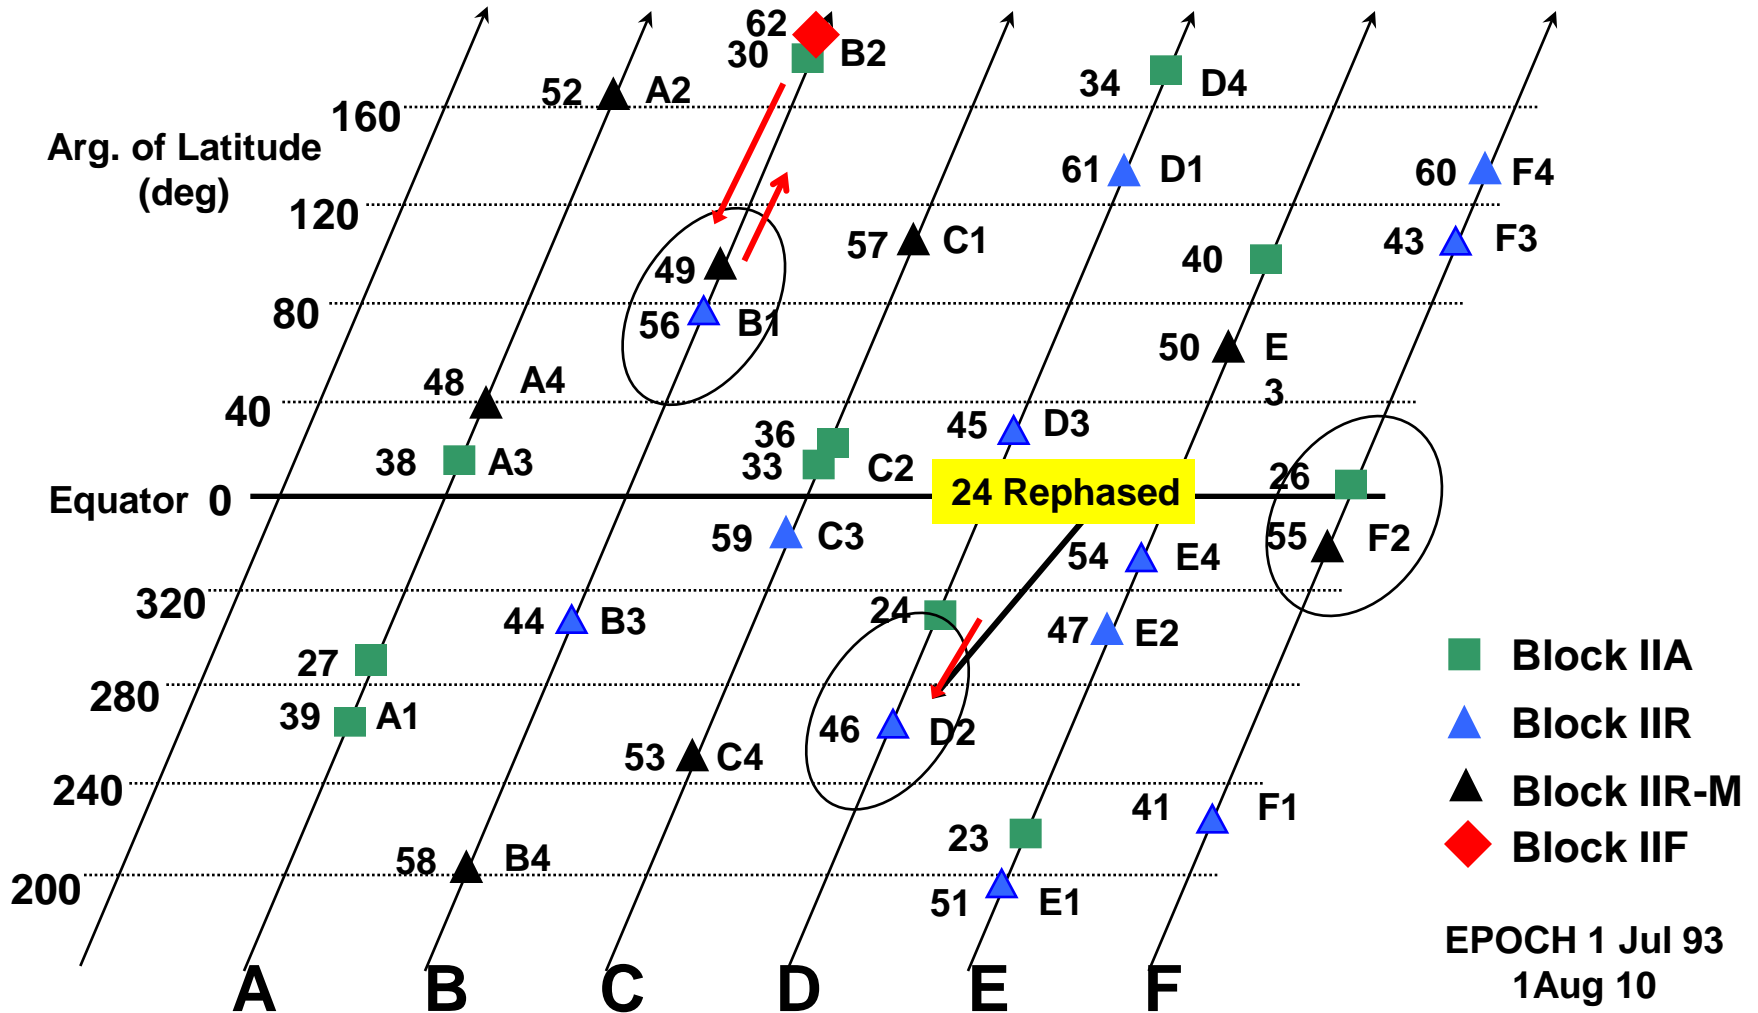 62
30 B2
52 A2
34 D4
160
Arg. of Latitude
(deg)
61 D1
60 F4
120
57 C1
43 F3
49
40
80
56 B1
50 E
3
48 A4
40
45 D3
36
38 A3
33 C2
26
Equator 0
24 Rephased
59 C3
55 F2
54 E4
320
24
44 B3
47 E2
27
280
39 A1
46 D2
53 C4
240
41 F1
23
58 B4
200
51 E1
A B C D E F
Block IIA
Block IIR
Block IIR-M
Block IIF
EPOCH 1 Jul 93
1Aug 10